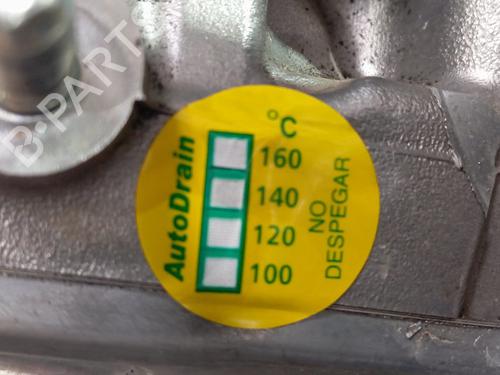 B-PARTS
°C
AutoDrain
160
140
120
100
NO
DESPEGAR